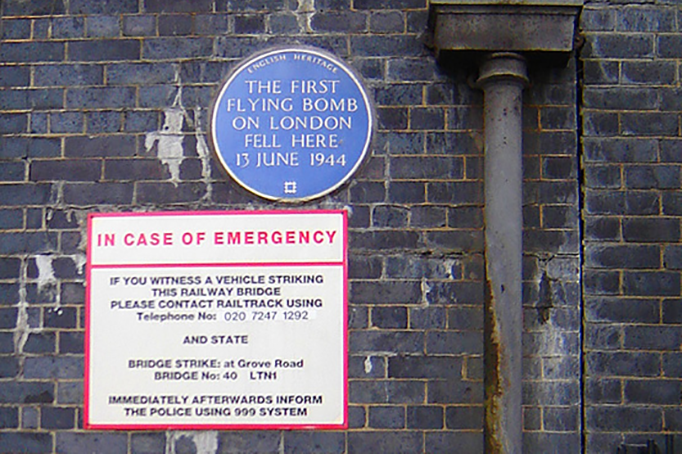 ENGLISH HERITAGE
THE FIRST
FLYING BOMB
ON LONDON
FELL HERE
13 JUNE 1944
IN CASE OF EMERGENCY
IF YOU WITNESS A VEHICLE STRIKING
THIS RAILWAY BRIDGE
PLEASE CONTACT RAILTRACK USING
Telephone No: 020 7247 1292
AND STATE
BRIDGE STRIKE: at Grove Road
BRIDGE No: 40 LTN1
IMMEDIATELY AFTERWARDS INFORM
THE POLICE USING 999 SYSTEM